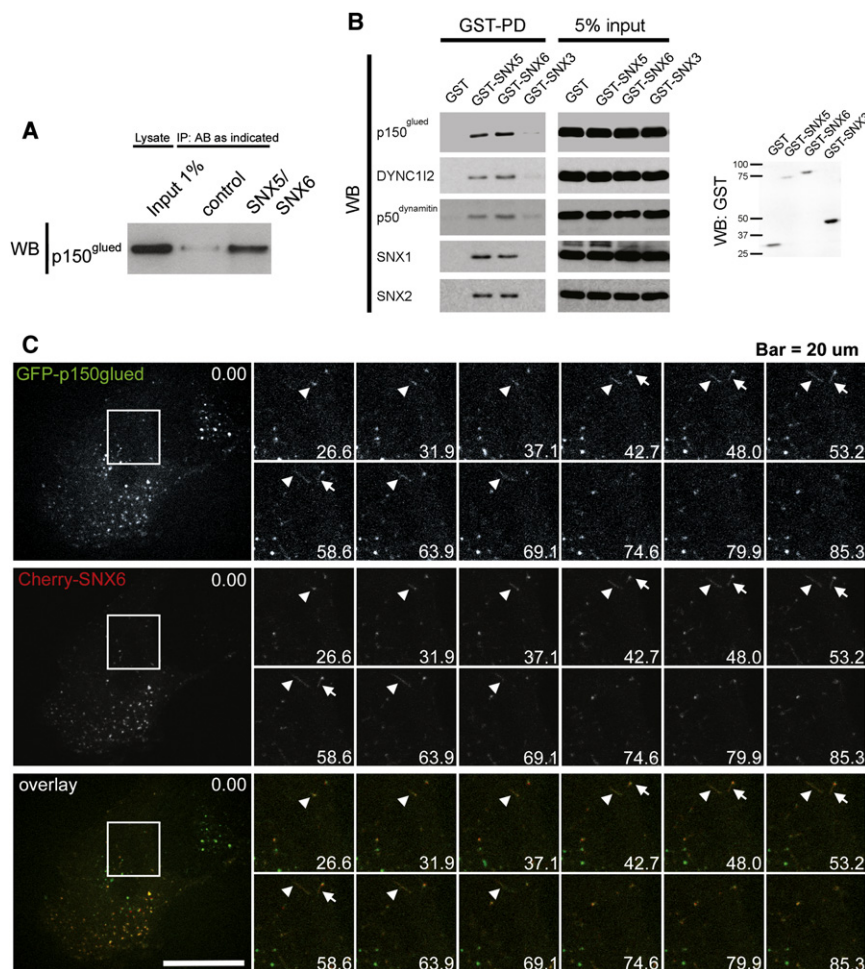 A
Lysate IP: AB as indicated
Input 1% control SNX5/SNX6
WB p150glued
B
GST-PD 5% input
GST GST-SNX5 GST-SNX6 GST-SNX3 GST GST-SNX5 GST-SNX6 GST-SNX3
WB
p150glued
DYNC1I2
p50dynamitin
SNX1
SNX2
GST GST-SNX5 GST-SNX6 GST-SNX3
WB: GST
100
75
50
37
25
C
Bar = 20 um
GFP-p150glued 0.00
26.6 31.9 37.1 42.7 48.0 53.2
58.6 63.9 69.1 74.6 79.9 85.3
Cherry-SNX6 0.00
26.6 31.9 37.1 42.7 48.0 53.2
58.6 63.9 69.1 74.6 79.9 85.3
overlay 0.00
26.6 31.9 37.1 42.7 48.0 53.2
58.6 63.9 69.1 74.6 79.9 85.3